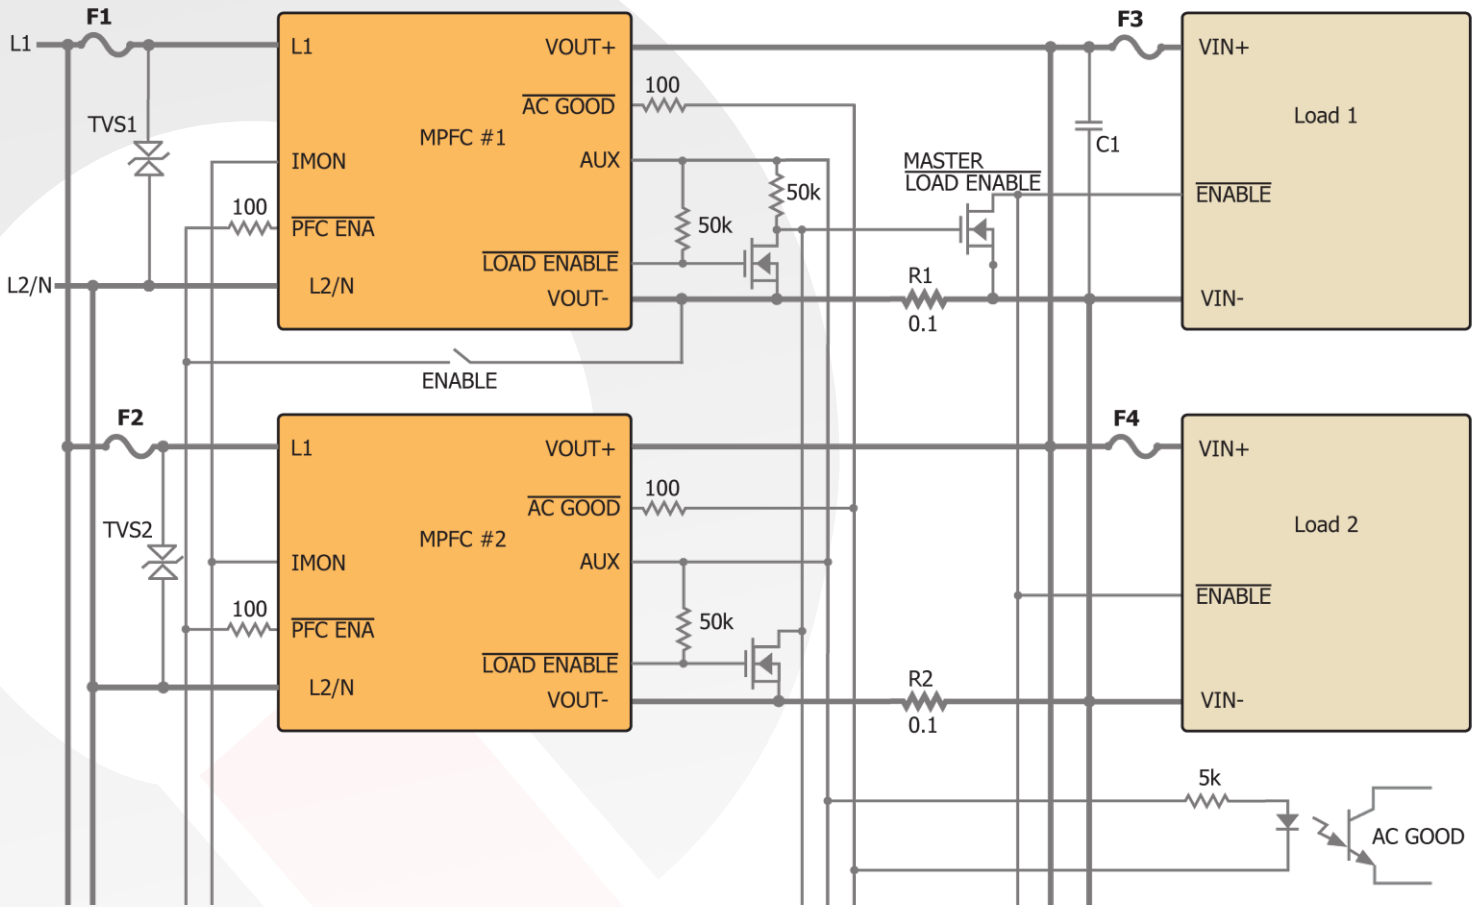 F1
F3
L1
L1
VOUT+
VIN+
100
AC GOOD
TVS1
MPFC #1
Load 1
C1
IMON
AUX
MASTER
LOAD ENABLE
50k
ENABLE
100
PFC ENA
50k
LOAD ENABLE
L2/N
L2/N
VOUT-
R1
0.1
VIN-
ENABLE
F2
F4
L1
VOUT+
VIN+
100
AC GOOD
TVS2
MPFC #2
Load 2
IMON
AUX
ENABLE
100
PFC ENA
50k
LOAD ENABLE
L2/N
VOUT-
R2
0.1
VIN-
5k
AC GOOD